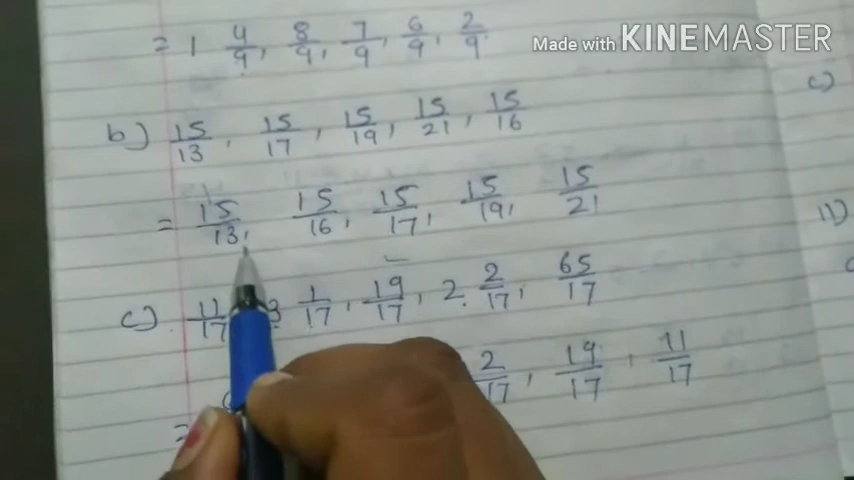 = 1 4/9, 8/9, 7/9, 6/9, 2/9
Made with KINEMASTER
c)
b) 15/13, 15/17, 15/19, 15/21, 15/16
= 15/13, 15/16, 15/17, 15/19, 15/21
11)
c). 11/17 3 1/17, 19/17, 2 2/17, 65/17
= 2/17, 19/17, 11/17